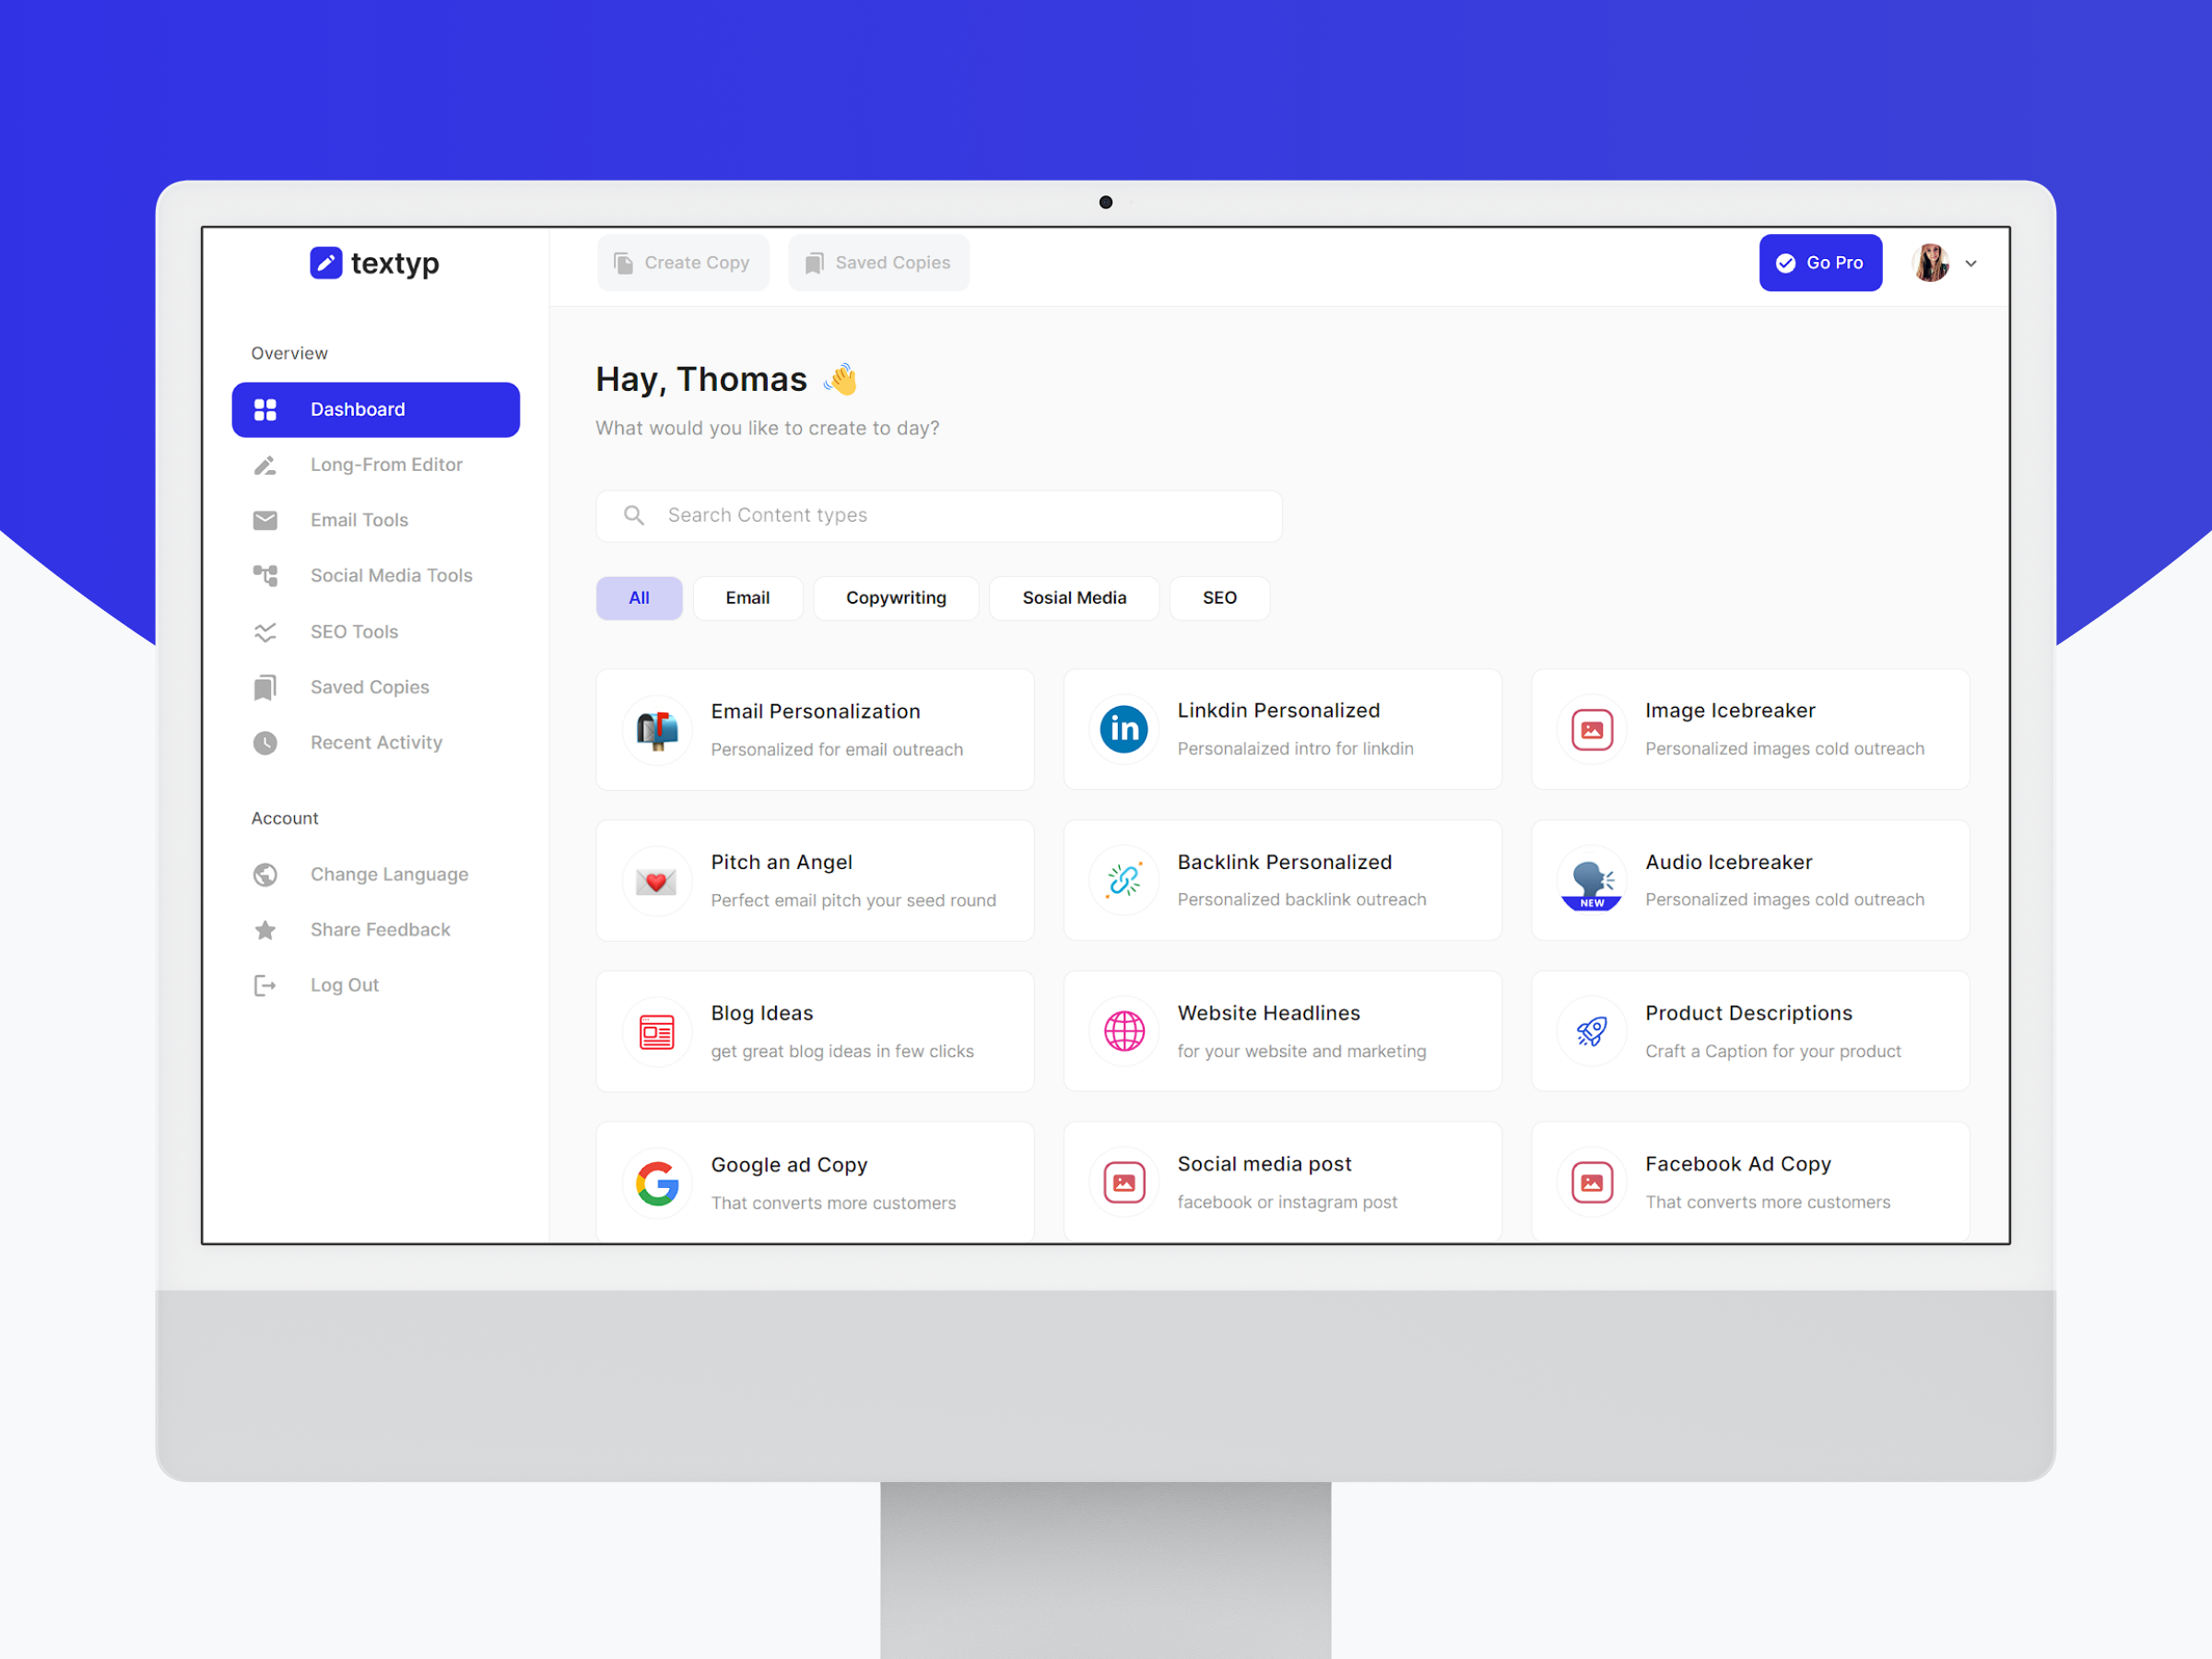 textyp
Create Copy
Saved Copies
Go Pro
Overview
Dashboard
Long-From Editor
Email Tools
Social Media Tools
SEO Tools
Saved Copies
Recent Activity
Account
Change Language
Share Feedback
Log Out
Hay, Thomas 👋
What would you like to create to day?
Search Content types
All
Email
Copywriting
Sosial Media
SEO
Email Personalization
Personalized for email outreach
in
Linkdin Personalized
Personalaized intro for linkdin
Image Icebreaker
Personalized images cold outreach
Pitch an Angel
Perfect email pitch your seed round
Backlink Personalized
Personalized backlink outreach
NEW
Audio Icebreaker
Personalized images cold outreach
Blog Ideas
get great blog ideas in few clicks
Website Headlines
for your website and marketing
Product Descriptions
Craft a Caption for your product
G
Google ad Copy
That converts more customers
Social media post
facebook or instagram post
Facebook Ad Copy
That converts more customers